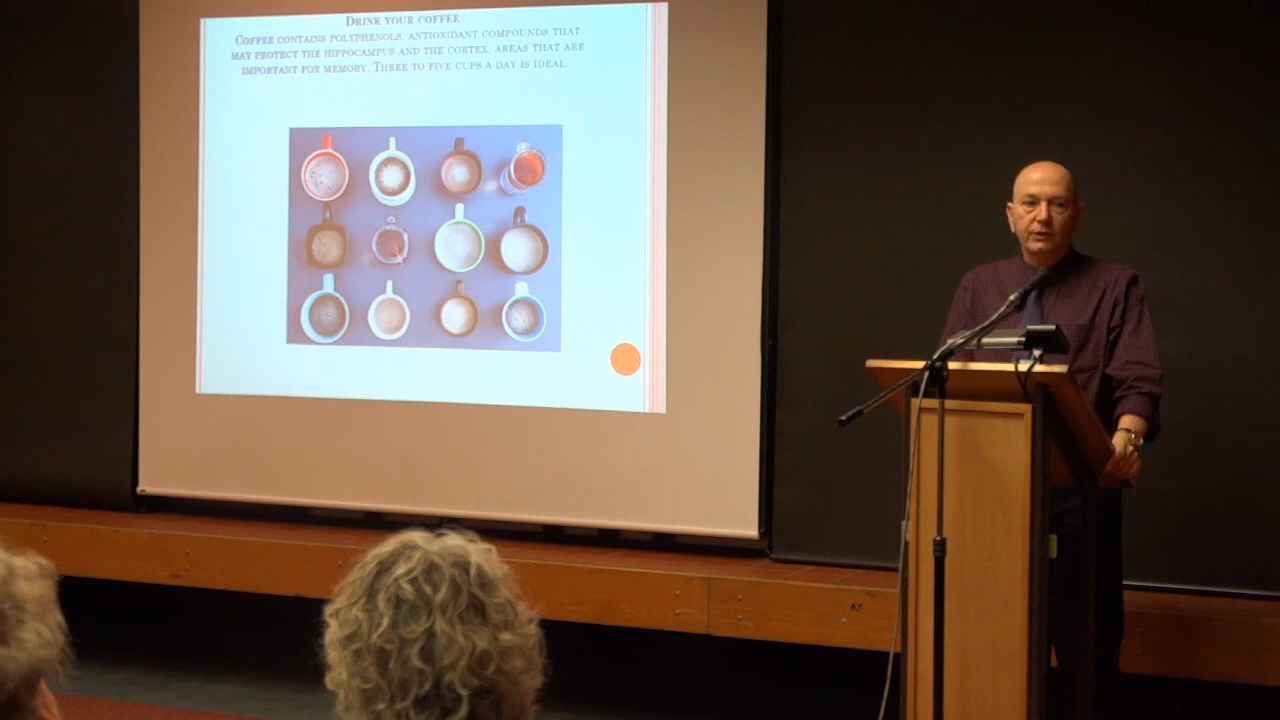 DRINK YOUR COFFEE
COFFEE CONTAINS POLYPHENOLS, ANTIOXIDANT COMPOUNDS THAT
MAY PROTECT THE HIPPOCAMPUS AND THE CORTEX, AREAS THAT ARE
IMPORTANT FOR MEMORY. THREE TO FIVE CUPS A DAY IS IDEAL.